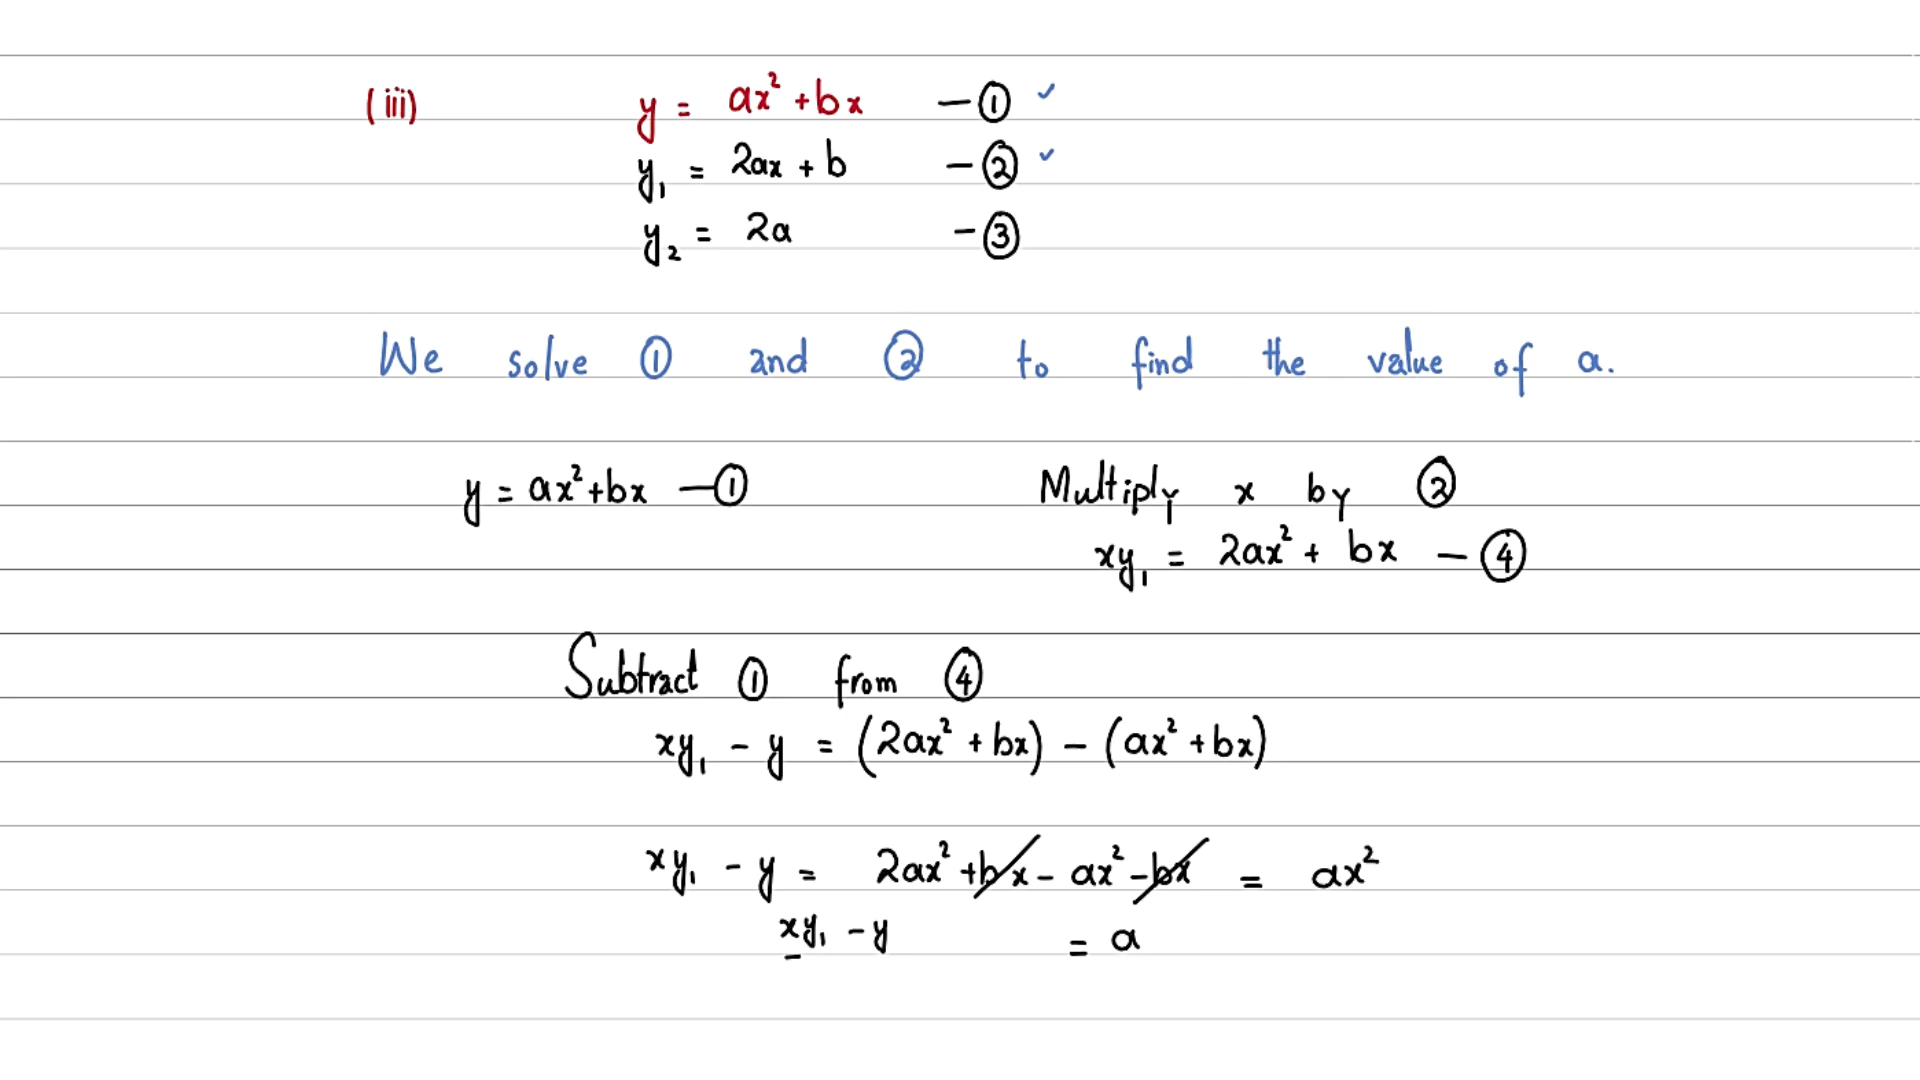 (iii) y = ax² + bx — ① ✓
y₁ = 2ax + b — ② ✓
y₂ = 2a — ③
We solve ① and ② to find the value of a.
y = ax² + bx — ① Multiply x by ②
xy₁ = 2ax² + bx — ④
Subtract ① from ④
xy₁ - y = (2ax² + bx) - (ax² + bx)
xy₁ - y = 2ax² + bx - ax² - bx = ax²
xy₁ - y = a